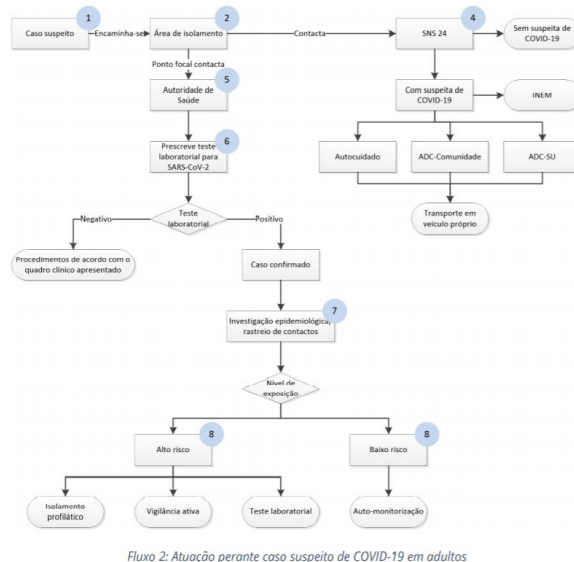 1
Caso suspeito
Encaminha-se
2
Área de isolamento
Contacta
4
SNS 24
Sem suspeita de
COVID-19
Ponto focal contacta
5
Autoridade de
Saúde
Com suspeita de
COVID-19
INEM
6
Prescreve teste
laboratorial para
SARS-CoV-2
Autocuidado
ADC-Comunidade
ADC-SU
Transporte em
veículo próprio
Negativo
Teste
laboratorial
Positivo
Procedimentos de acordo com o
quadro clínico apresentado
Caso confirmado
7
Investigação epidemiológica,
rastreio de contactos
Nível de
exposição
8
Alto risco
8
Baixo risco
Isolamento
profilático
Vigilância ativa
Teste laboratorial
Auto-monitorização
Fluxo 2: Atuação perante caso suspeito de COVID-19 em adultos